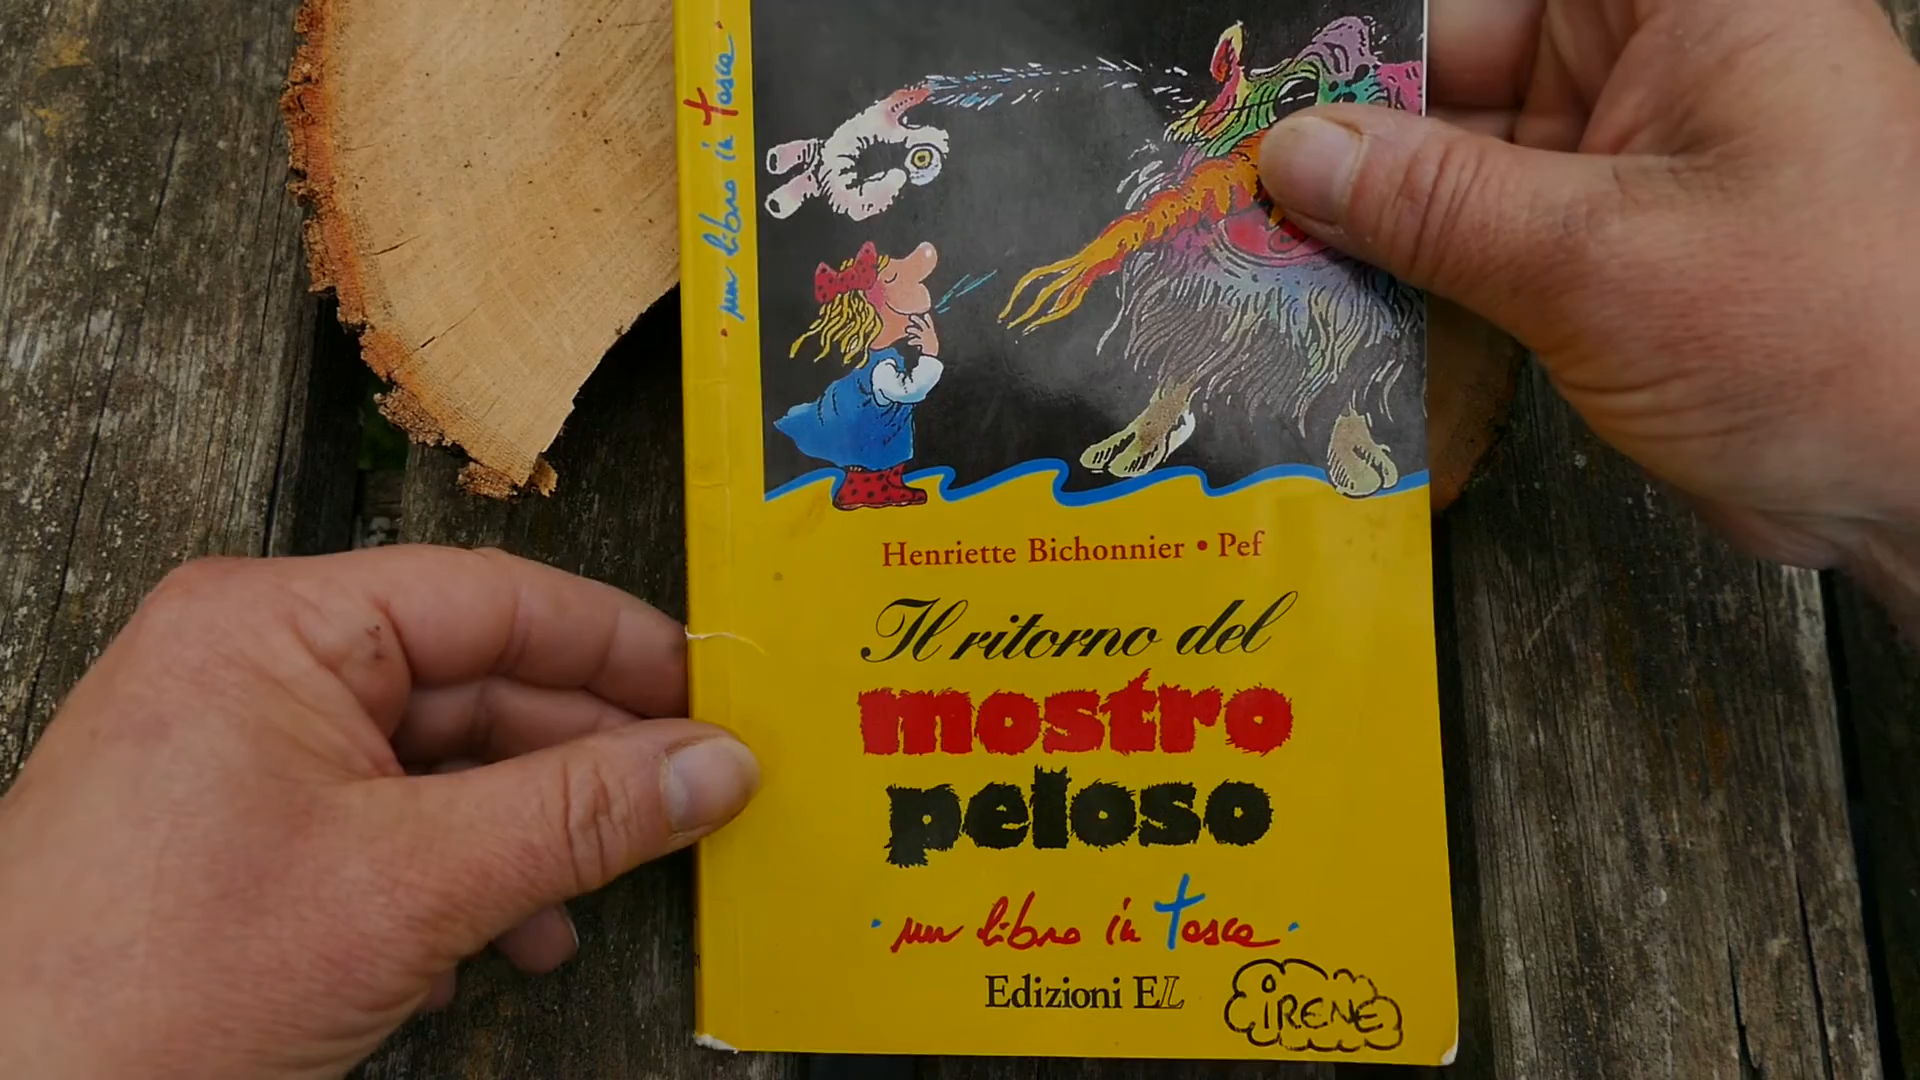 un libro in tasca
Henriette Bichonnier • Pef
Il ritorno del
mostro
peloso
• un libro in tasca •
Edizioni EL
IRENE